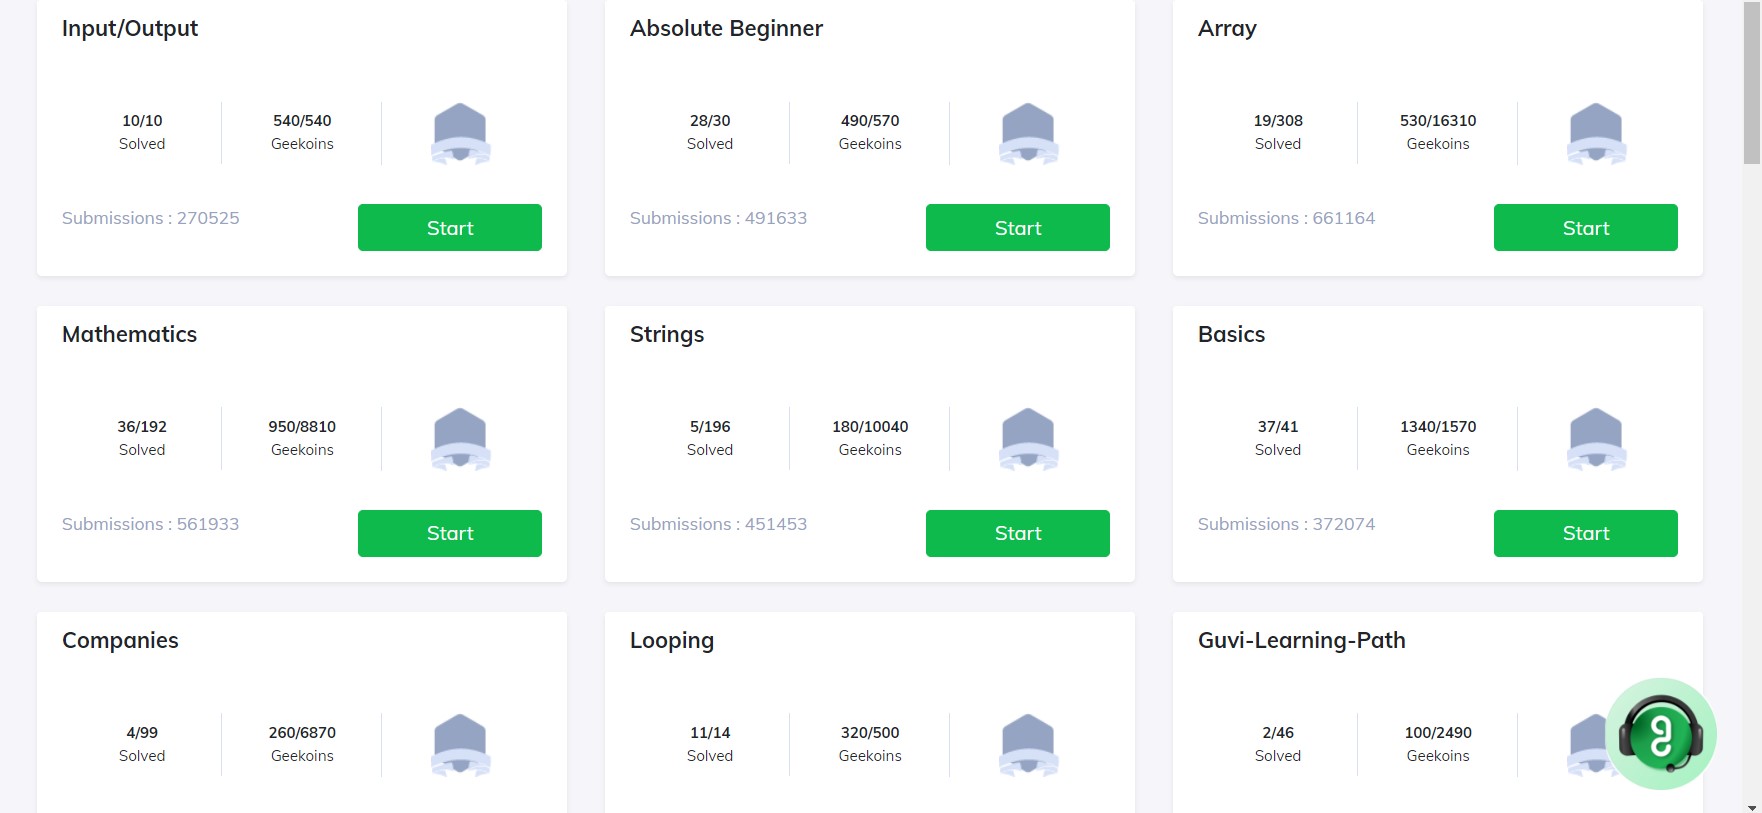 Input/Output
10/10
Solved
540/540
Geekoins
Submissions : 270525
Start
Absolute Beginner
28/30
Solved
490/570
Geekoins
Submissions : 491633
Start
Array
19/308
Solved
530/16310
Geekoins
Submissions : 661164
Start
Mathematics
36/192
Solved
950/8810
Geekoins
Submissions : 561933
Start
Strings
5/196
Solved
180/10040
Geekoins
Submissions : 451453
Start
Basics
37/41
Solved
1340/1570
Geekoins
Submissions : 372074
Start
Companies
4/99
Solved
260/6870
Geekoins
Looping
11/14
Solved
320/500
Geekoins
Guvi-Learning-Path
2/46
Solved
100/2490
Geekoins